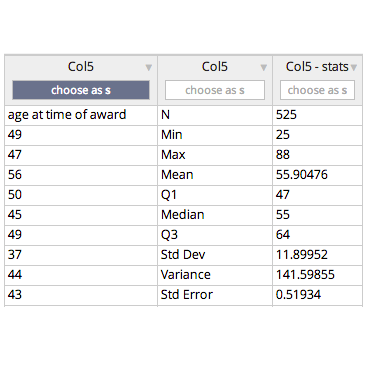 Col5 Col5 Col5 - stats
choose as s choose as s choose as s
age at time of award N 525
49 Min 25
47 Max 88
56 Mean 55.90476
50 Q1 47
45 Median 55
49 Q3 64
37 Std Dev 11.89952
44 Variance 141.59855
43 Std Error 0.51934